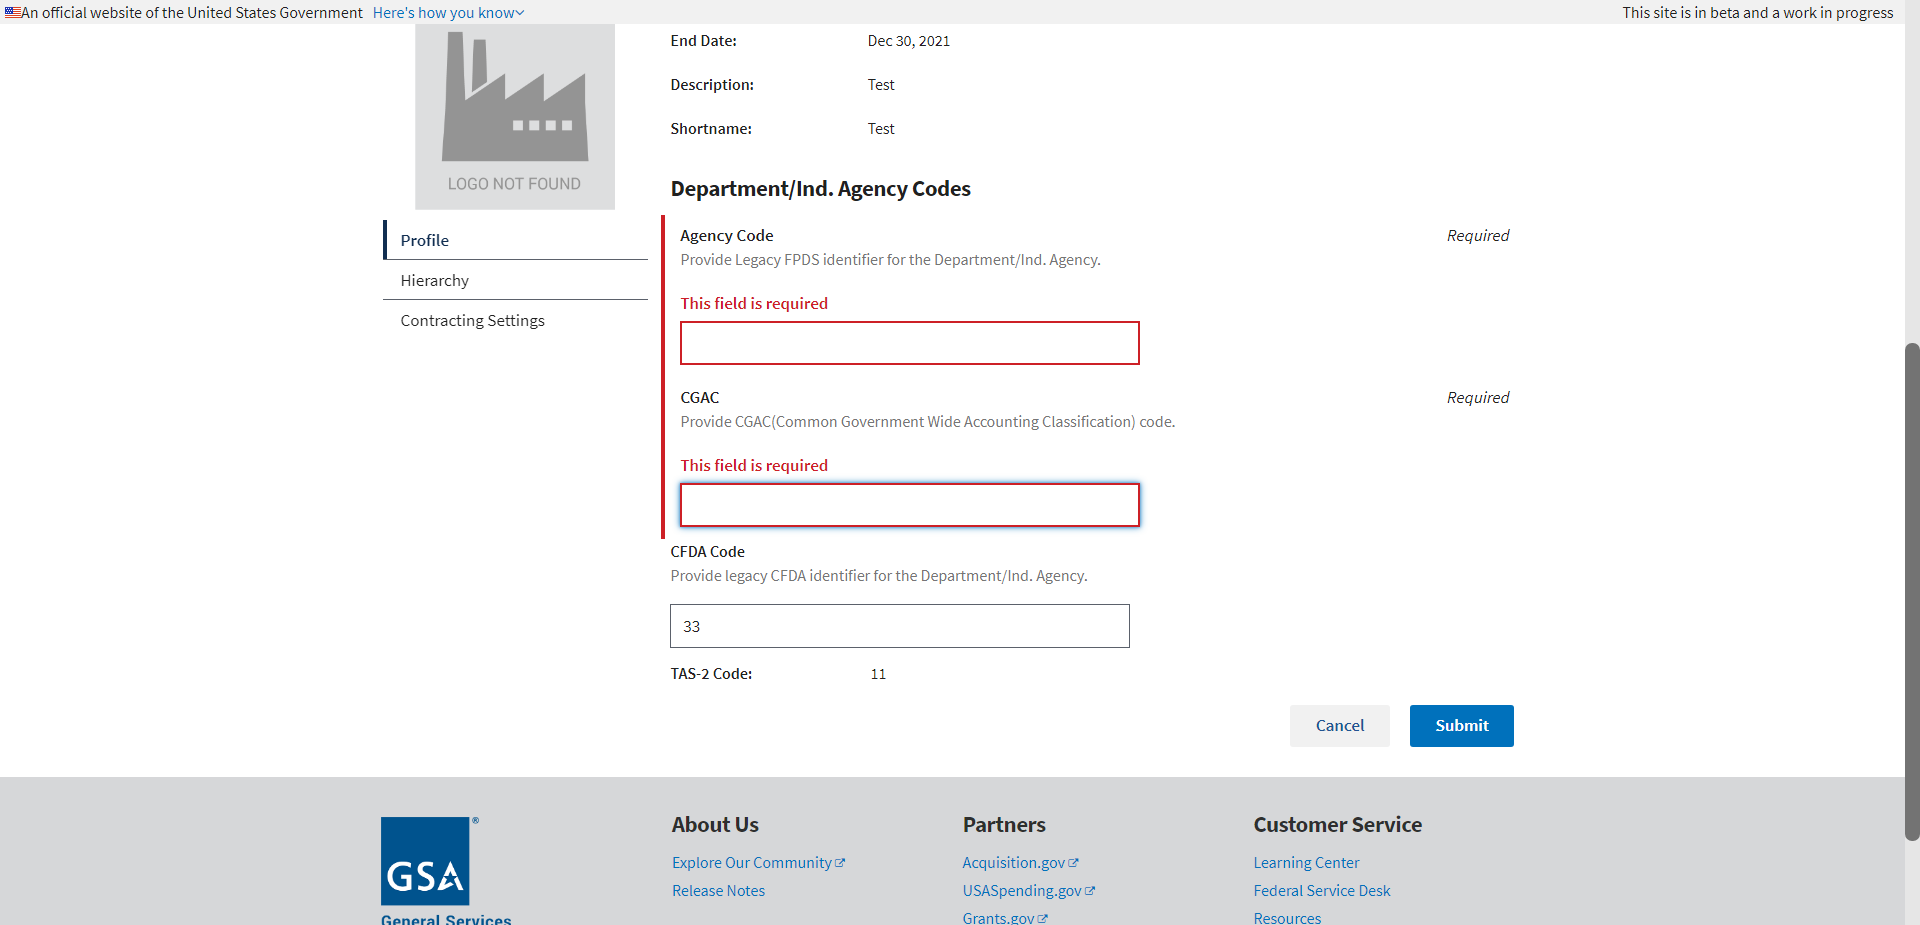 An official website of the United States Government Here's how you know
This site is in beta and a work in progress
LOGO NOT FOUND
Profile
Hierarchy
Contracting Settings
End Date: Dec 30, 2021
Description: Test
Shortname: Test
Department/Ind. Agency Codes
Agency Code Required
Provide Legacy FPDS identifier for the Department/Ind. Agency.
This field is required
CGAC Required
Provide CGAC(Common Government Wide Accounting Classification) code.
This field is required
CFDA Code
Provide legacy CFDA identifier for the Department/Ind. Agency.
33
TAS-2 Code: 11
Cancel Submit
GSA ®
General Services
About Us
Explore Our Community
Release Notes
Partners
Acquisition.gov
USASpending.gov
Grants.gov
Customer Service
Learning Center
Federal Service Desk
Resources